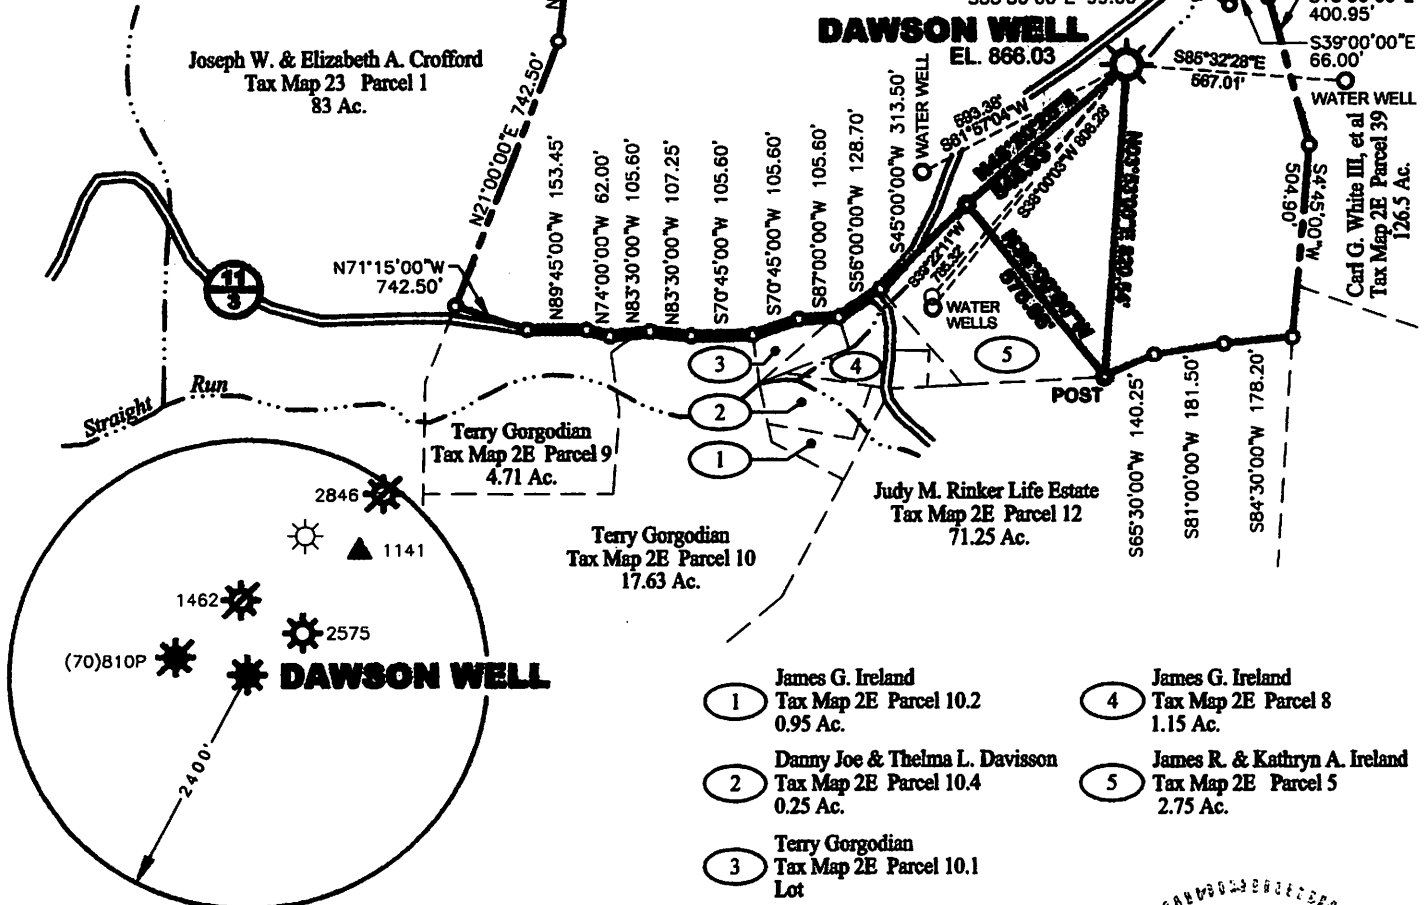 DAWSON WELL
EL. 866.03
400.95'
S39°00'00"E
66.00'
S85°32'28"E
567.01'
WATER WELL
Joseph W. & Elizabeth A. Crofford
Tax Map 23 Parcel 1
83 Ac.
N21°00'00"E 742.50'
N71°15'00"W
742.50'
N89°45'00"W 153.45'
N74°00'00"W 62.00'
N83°30'00"W 105.60'
N83°30'00"W 107.25'
S70°45'00"W 105.60'
S70°45'00"W 105.60'
S87°00'00"W 105.60'
S56°00'00"W 128.70'
S45°00'00"W 313.50'
WATER WELL
593.38'
S81°57'04"W
S38°00'03"W 808.28'
S39°22'11"W
WATER
WELLS
Carl G. White III, et al
Tax Map 2E Parcel 39
126.5 Ac.
S4°45'00"W
504.90'
11
3
3
4
5
2
1
POST
Straight Run
Terry Gorgodian
Tax Map 2E Parcel 9
4.71 Ac.
Terry Gorgodian
Tax Map 2E Parcel 10
17.63 Ac.
Judy M. Rinker Life Estate
Tax Map 2E Parcel 12
71.25 Ac.
S65°30'00"W 140.25'
S81°00'00"W 181.50'
S84°30'00"W 178.20'
2846
1141
1462
2575
(70)810P
DAWSON WELL
2400'
1 James G. Ireland
Tax Map 2E Parcel 10.2
0.95 Ac.
2 Danny Joe & Thelma L. Davisson
Tax Map 2E Parcel 10.4
0.25 Ac.
3 Terry Gorgodian
Tax Map 2E Parcel 10.1
Lot
4 James G. Ireland
Tax Map 2E Parcel 8
1.15 Ac.
5 James R. & Kathryn A. Ireland
Tax Map 2E Parcel 5
2.75 Ac.